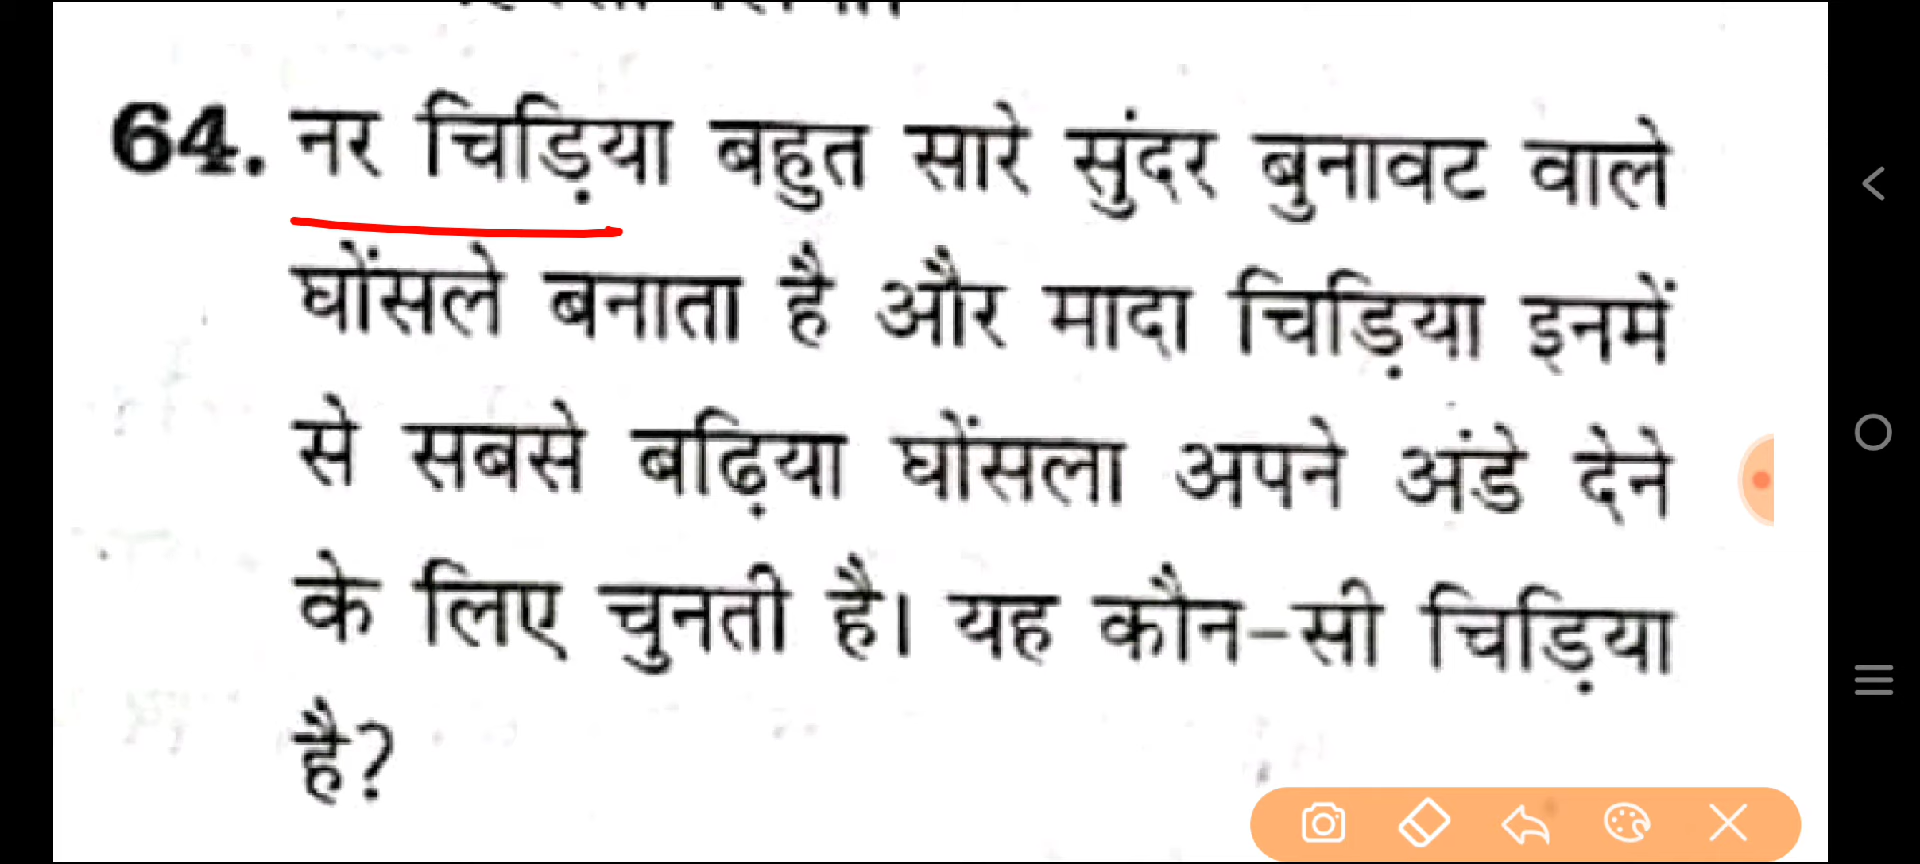 64. नर चिड़िया बहुत सारे सुंदर बुनावट वाले
घोंसले बनाता है और मादा चिड़िया इनमें
से सबसे बढ़िया घोंसला अपने अंडे देने
के लिए चुनती है। यह कौन-सी चिड़िया
है?